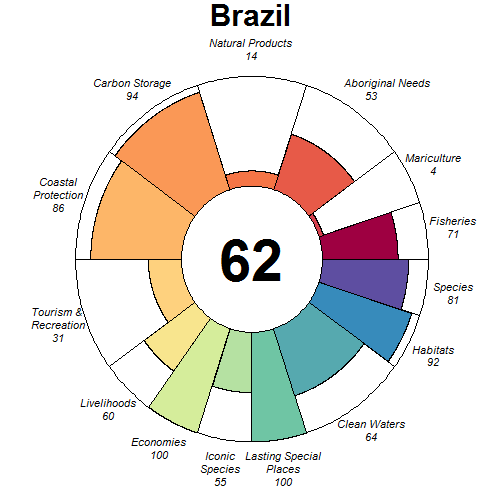 Brazil
Natural Products
14
Carbon Storage
94
Aboriginal Needs
53
Mariculture
4
Coastal
Protection
86
Fisheries
71
62
Species
81
Tourism &
Recreation
31
Habitats
92
Livelihoods
60
Clean Waters
64
Economies
100
Iconic
Species
55
Lasting Special
Places
100